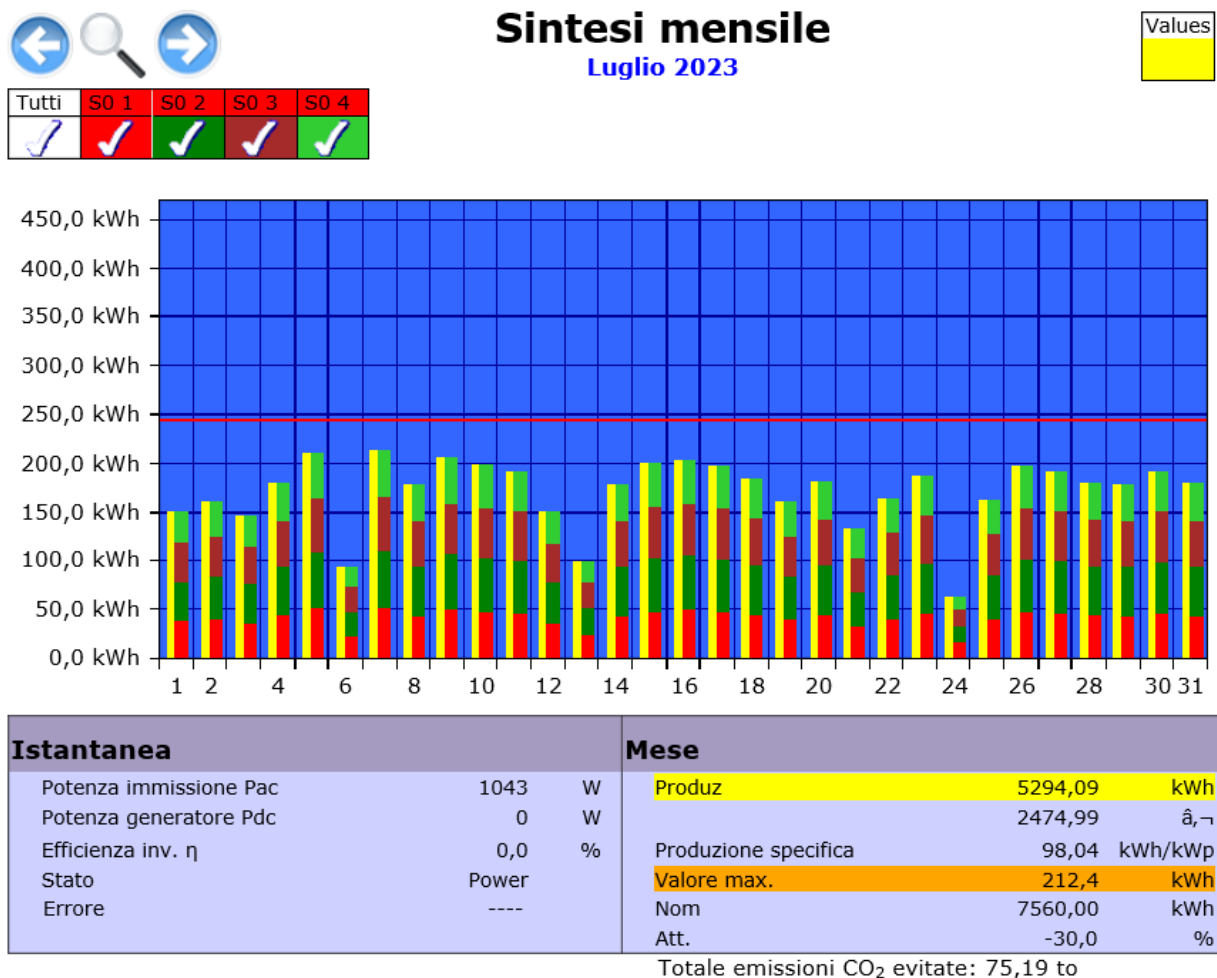 Sintesi mensile
Luglio 2023
Values
Tutti S0 1 S0 2 S0 3 S0 4
450,0 kWh
400,0 kWh
350,0 kWh
300,0 kWh
250,0 kWh
200,0 kWh
150,0 kWh
100,0 kWh
50,0 kWh
0,0 kWh
1 2 4 6 8 10 12 14 16 18 20 22 24 26 28 30 31
Istantanea
Potenza immissione Pac 1043 W
Potenza generatore Pdc 0 W
Efficienza inv. η 0,0 %
Stato Power
Errore ----
Mese
Produz 5294,09 kWh
2474,99 â‚¬
Produzione specifica 98,04 kWh/kWp
Valore max. 212,4 kWh
Nom 7560,00 kWh
Att. -30,0 %
Totale emissioni CO₂ evitate: 75,19 to